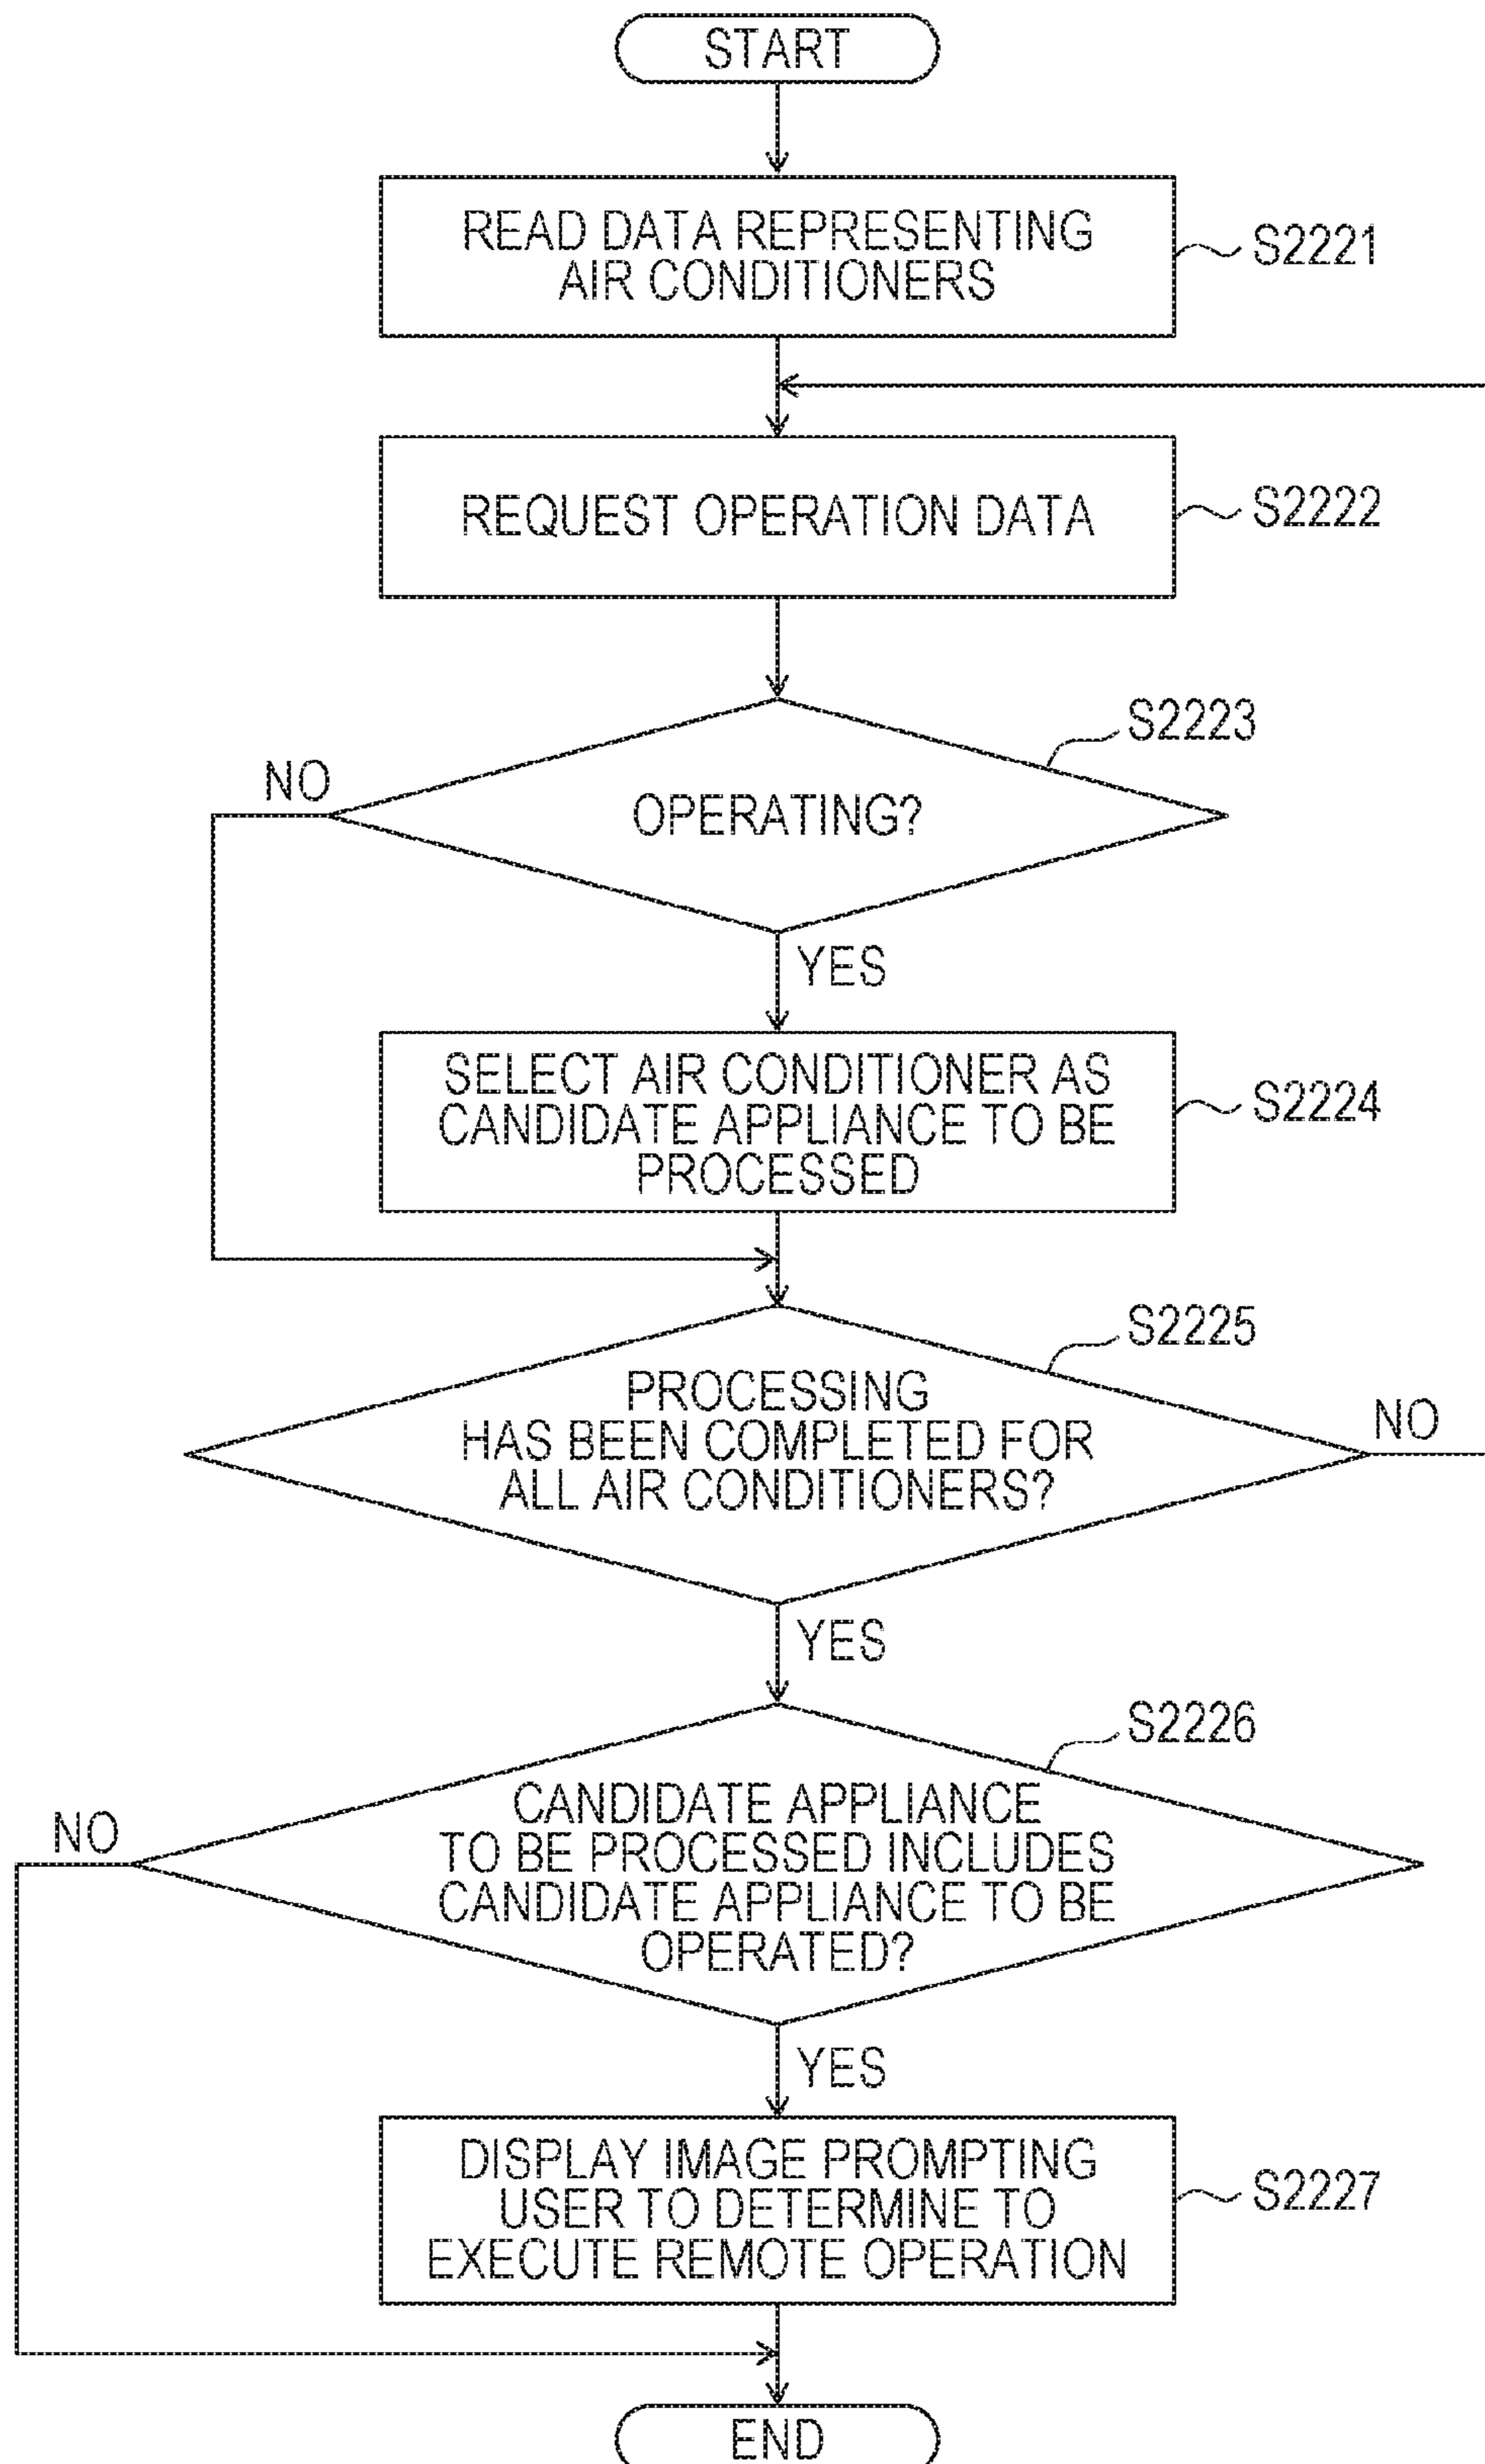 START
READ DATA REPRESENTING
AIR CONDITIONERS
S2221
REQUEST OPERATION DATA
S2222
S2223
NO
OPERATING?
YES
SELECT AIR CONDITIONER AS
CANDIDATE APPLIANCE TO BE
PROCESSED
S2224
S2225
PROCESSING
HAS BEEN COMPLETED FOR
ALL AIR CONDITIONERS?
NO
YES
S2226
CANDIDATE APPLIANCE
TO BE PROCESSED INCLUDES
CANDIDATE APPLIANCE TO BE
OPERATED?
NO
YES
DISPLAY IMAGE PROMPTING
USER TO DETERMINE TO
EXECUTE REMOTE OPERATION
S2227
END